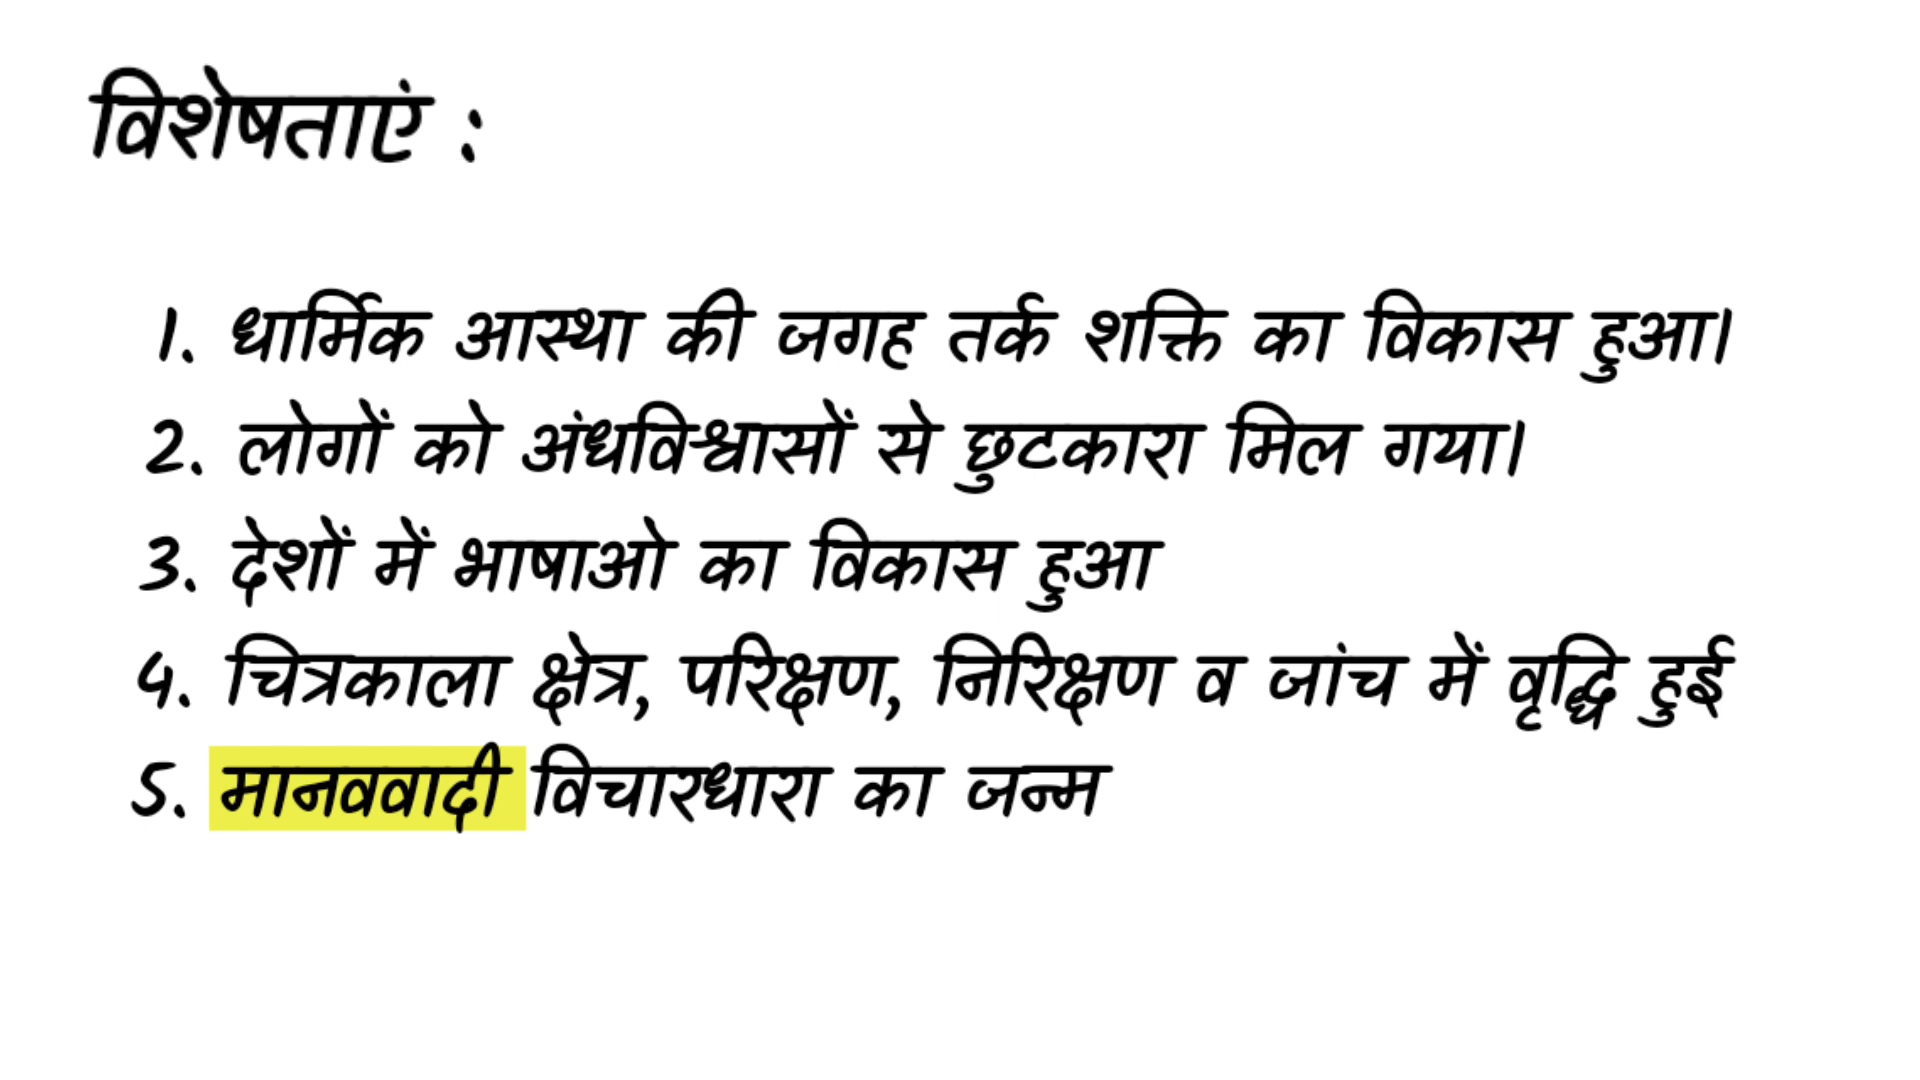 विशेषताएं :
1. धार्मिक आस्था की जगह तर्क शक्ति का विकास हुआ।
2. लोगों को अंधविश्वासों से छुटकारा मिल गया।
3. देशों में भाषाओ का विकास हुआ
4. चित्रकाला क्षेत्र, परिक्षण, निरिक्षण व जांच में वृद्धि हुई
5. मानववादी विचारधारा का जन्म